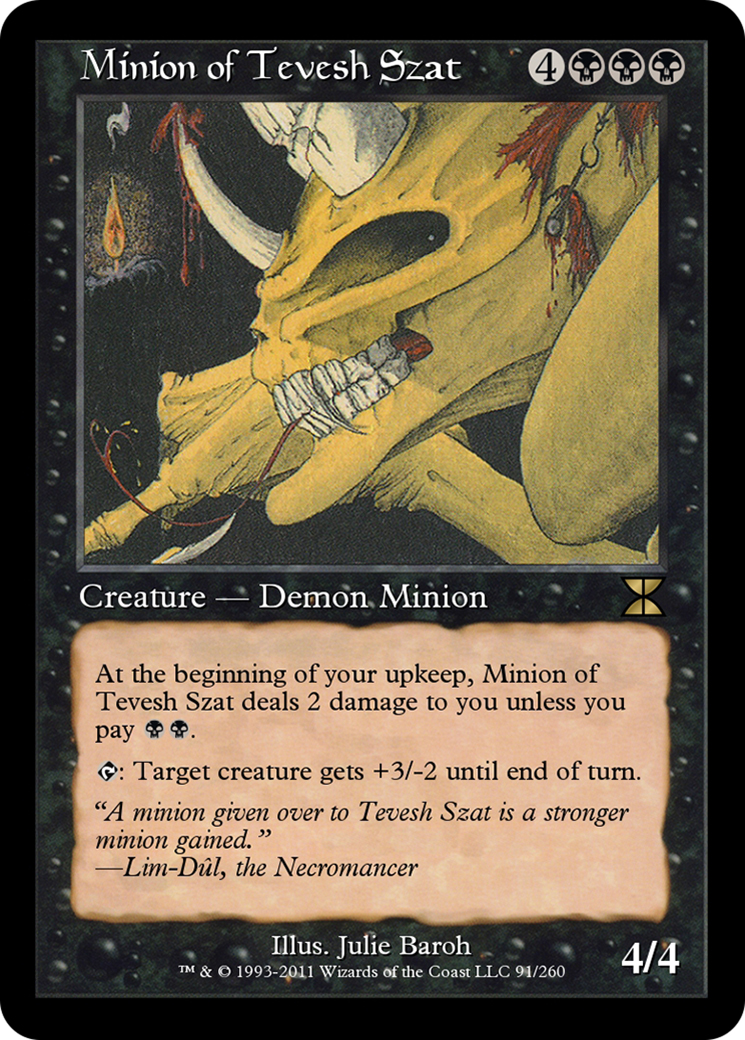 Minion of Tevesh Szat 4
Creature — Demon Minion
At the beginning of your upkeep, Minion of
Tevesh Szat deals 2 damage to you unless you
pay .
: Target creature gets +3/-2 until end of turn.
“A minion given over to Tevesh Szat is a stronger
minion gained.”
—Lim-Dûl, the Necromancer
Illus. Julie Baroh
™ & © 1993-2011 Wizards of the Coast LLC 91/260
4/4